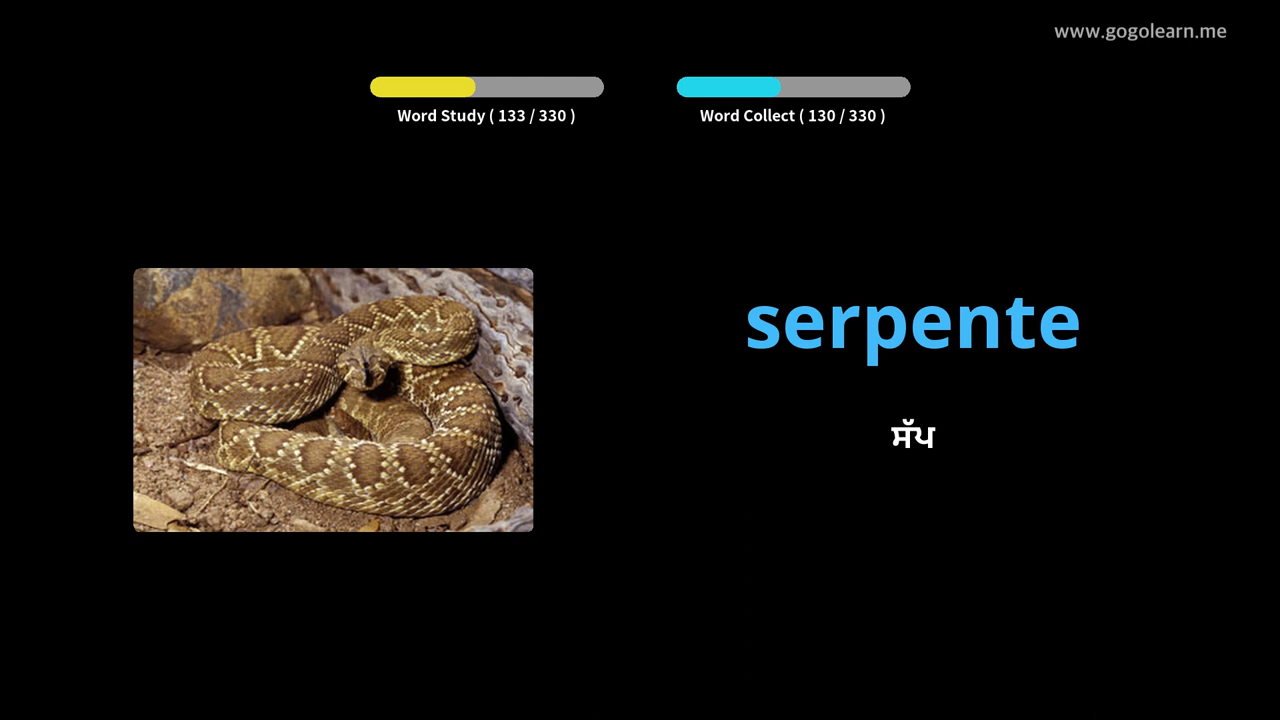 www.gogolearn.me
Word Study ( 133 / 330 )
Word Collect ( 130 / 330 )
serpente
ਸੱਪ